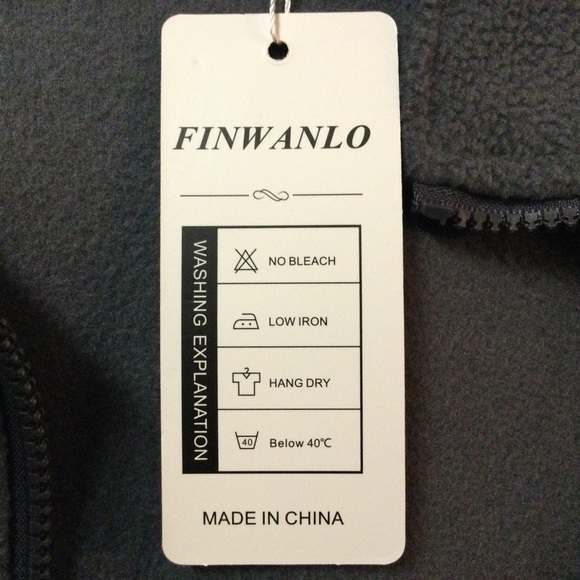 FINWANLO
WASHING EXPLANATION
NO BLEACH
LOW IRON
HANG DRY
40
Below 40℃
MADE IN CHINA